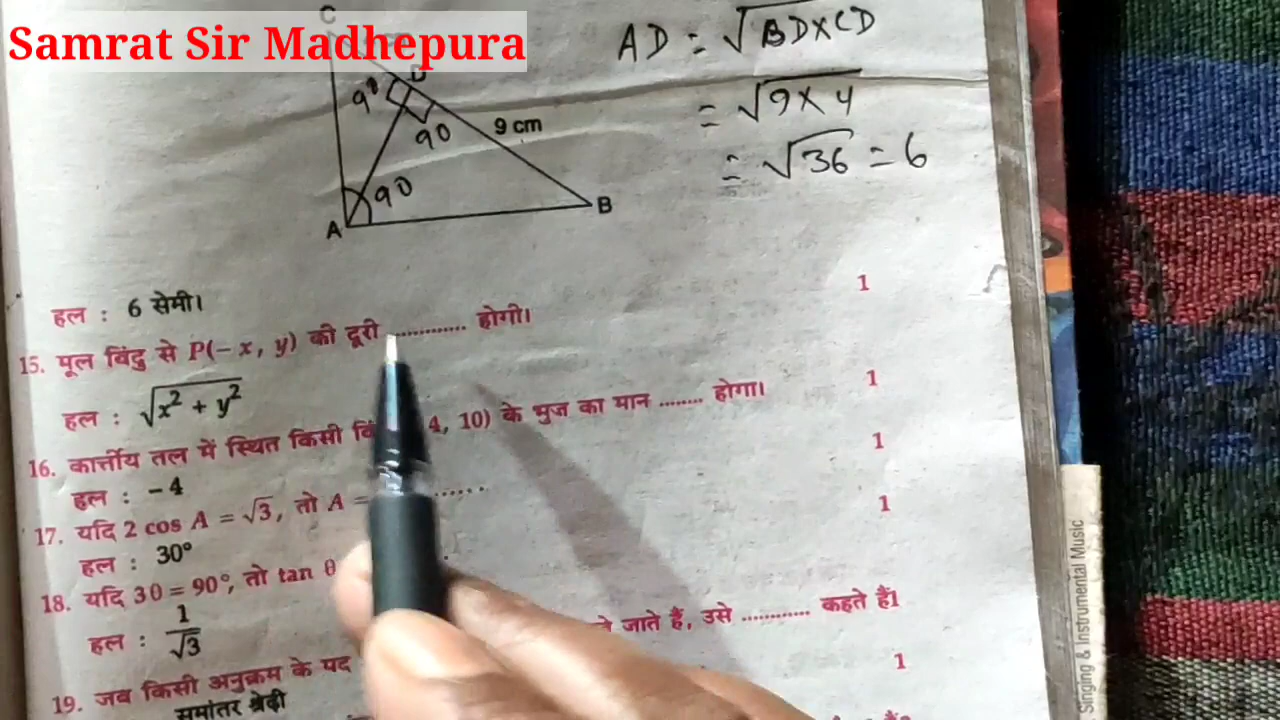 C
Samrat Sir Madhepura
AD = √BD×CD
= √9×4
= √36 = 6
90
90
9 cm
90
A
B
हल : 6 सेमी।
1
15. मूल बिंदु से P(– x, y) की दूरी ............ होगी।
हल : √x² + y²
1
16. कार्त्तीय तल में स्थित किसी 4, 10) के भुज का मान ........ होगा।
हल : – 4
1
17. यदि 2 cos A = √3, तो A = ......
हल : 30°
1
18. यदि 3θ = 90°, तो tan θ
हल : 1/√3
19. जब किसी अनुक्रम के पद जाते हैं, उसे ............ कहते हैं।
1
समांतर श्रेढ़ी
Singing & Instrumental Music